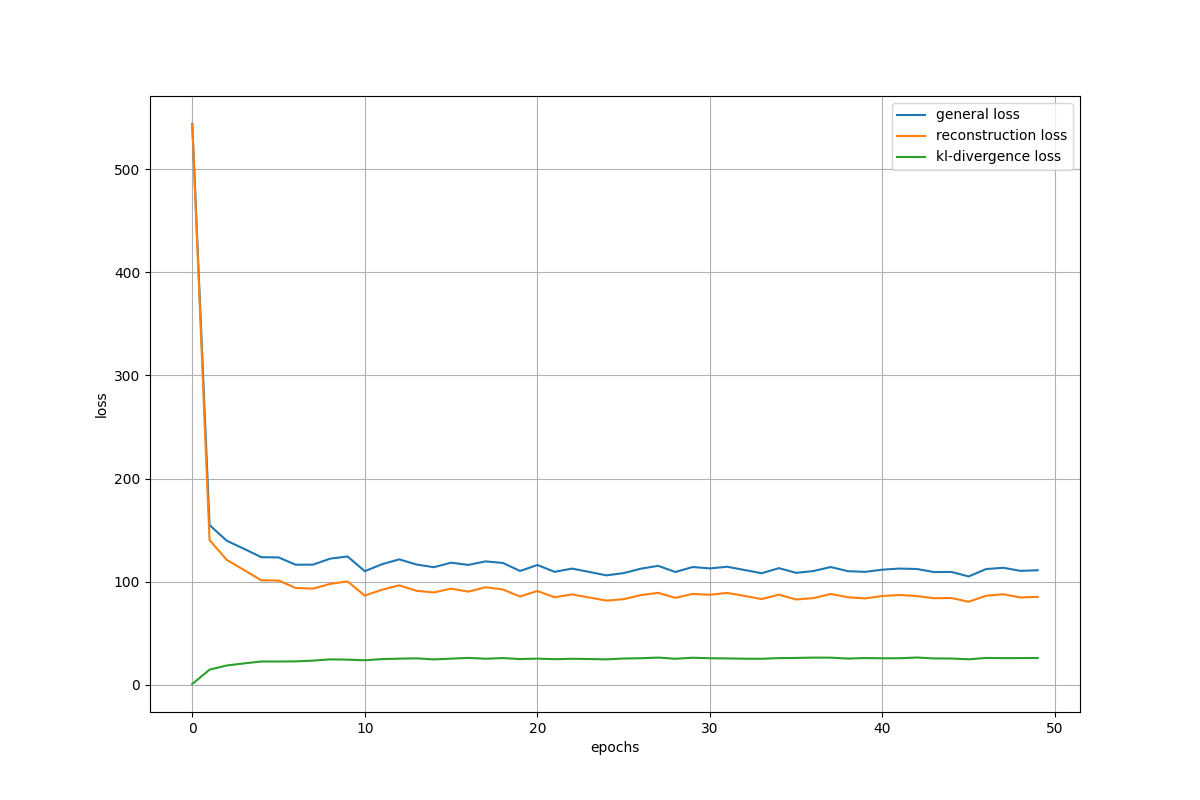 general loss
reconstruction loss
kl-divergence loss
500
400
300
200
100
0
loss
0 10 20 30 40 50
epochs